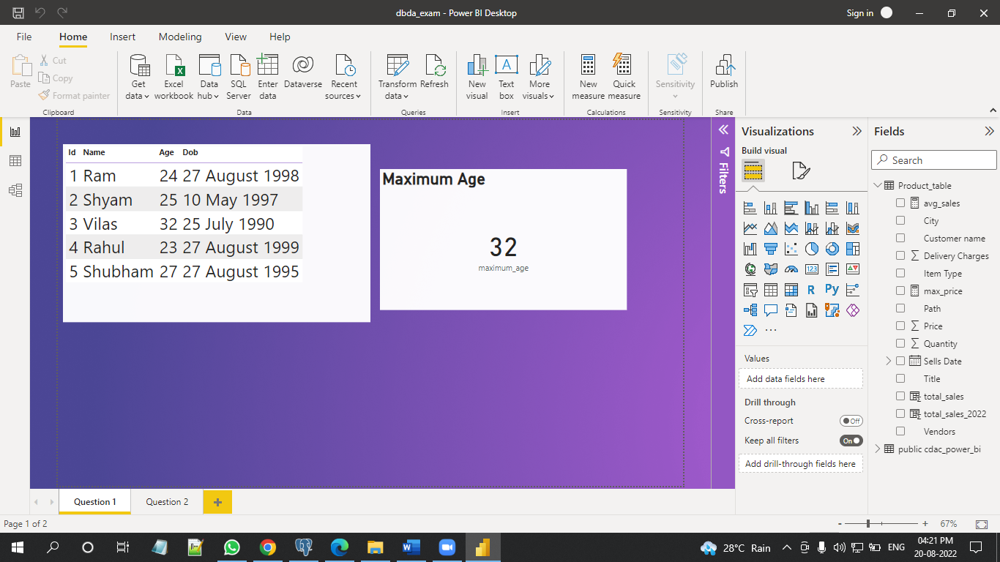 dbda_exam - Power BI Desktop
Sign in
File Home Insert Modeling View Help
Paste
Cut
Copy
Format painter
Clipboard
Get data
Excel workbook
Data hub
SQL Server
Enter data
Dataverse
Recent sources
Data
Transform data
Refresh
Queries
New visual
Text box
More visuals
Insert
New measure
Quick measure
Calculations
Sensitivity
Sensitivity
Publish
Share
Id Name Age Dob
1 Ram 24 27 August 1998
2 Shyam 25 10 May 1997
3 Vilas 32 25 July 1990
4 Rahul 23 27 August 1999
5 Shubham 27 27 August 1995
Maximum Age
32
maximum_age
Filters
Visualizations
Build visual
123
R Py
Values
Add data fields here
Drill through
Cross-report Off
Keep all filters On
Add drill-through fields here
Fields
Search
Product_table
avg_sales
City
Customer name
Delivery Charges
Item Type
max_price
Path
Price
Quantity
Sells Date
Title
total_sales
total_sales_2022
Vendors
public cdac_power_bi
Question 1 Question 2 +
Page 1 of 2
- + 67%
28°C Rain
ENG
04:21 PM
20-08-2022